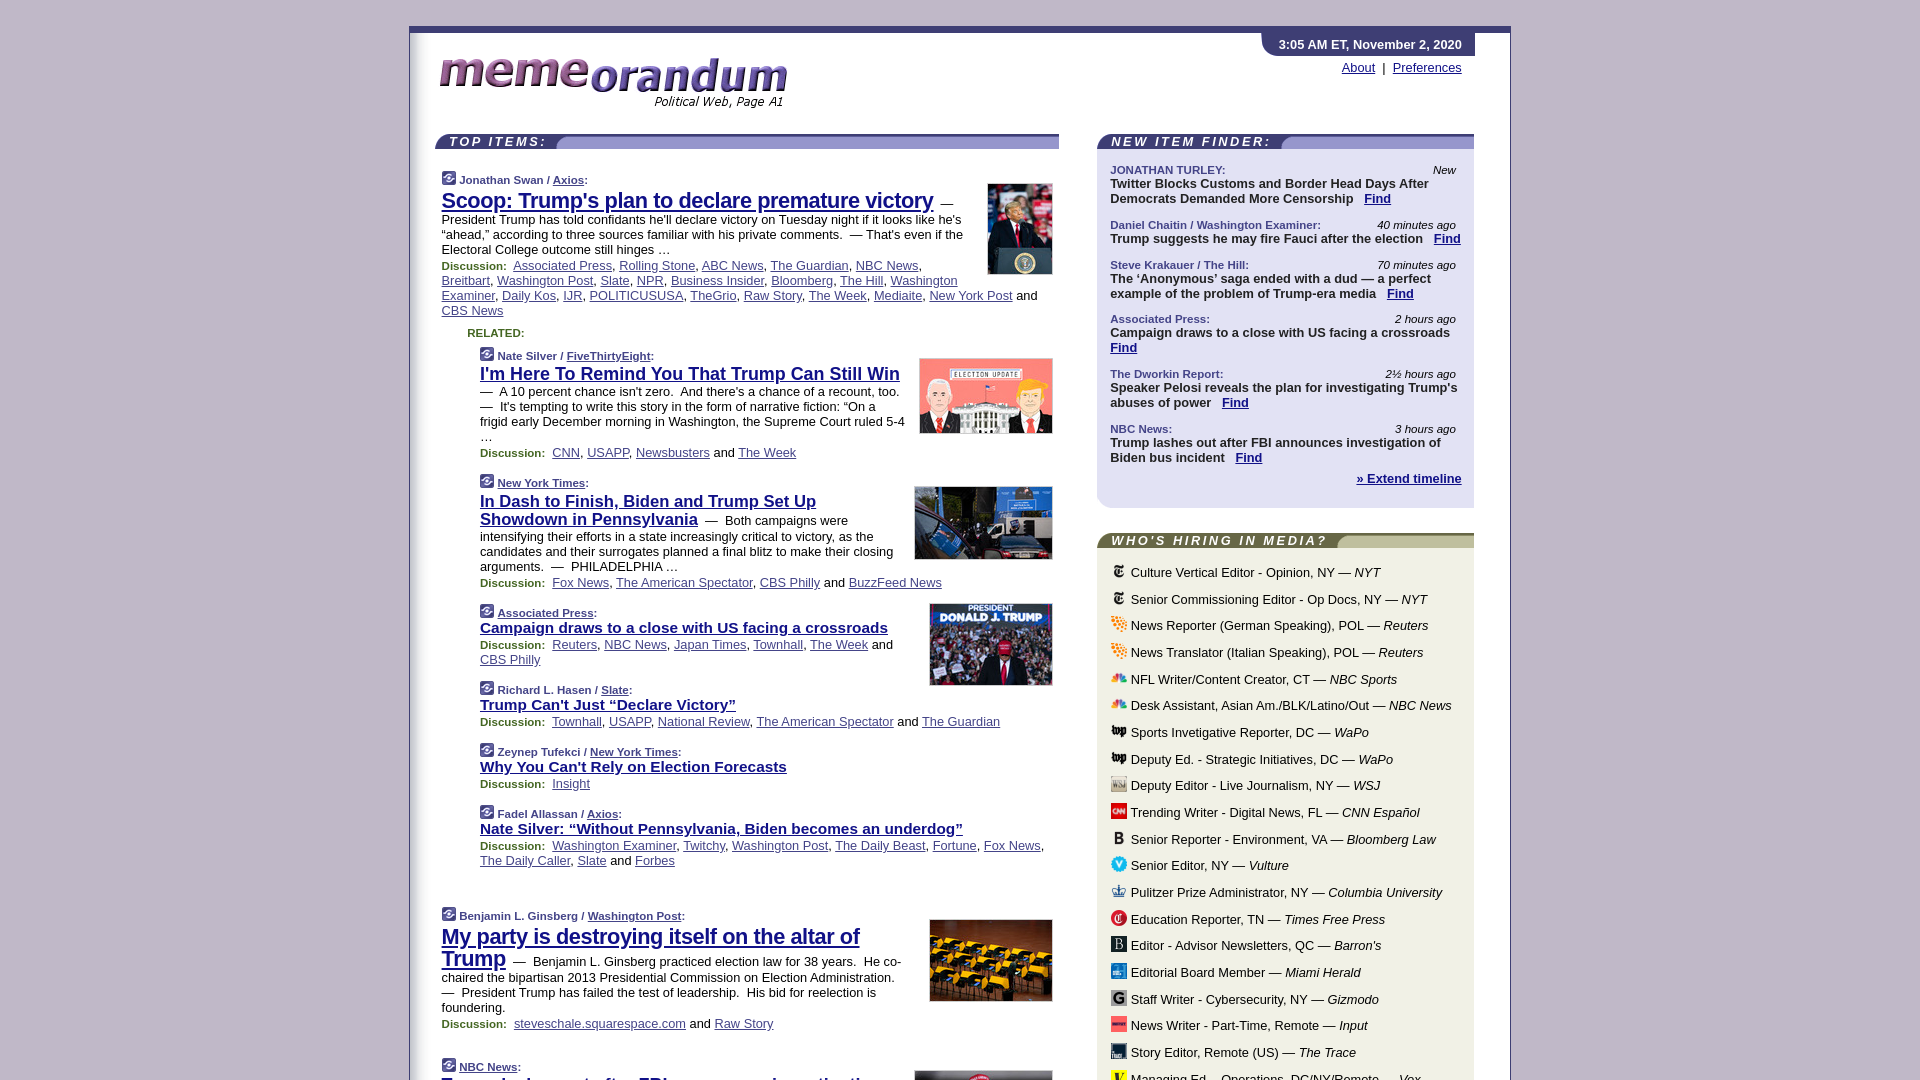 3:05 AM ET, November 2, 2020
memeorandum
About | Preferences
Political Web, Page A1
TOP ITEMS:
Jonathan Swan / Axios:
Scoop: Trump's plan to declare premature victory —
President Trump has told confidants he'll declare victory on Tuesday night if it looks like he's
“ahead,” according to three sources familiar with his private comments. — That's even if the
Electoral College outcome still hinges …
Discussion: Associated Press, Rolling Stone, ABC News, The Guardian, NBC News,
Breitbart, Washington Post, Slate, NPR, Business Insider, Bloomberg, The Hill, Washington
Examiner, Daily Kos, IJR, POLITICUSUSA, TheGrio, Raw Story, The Week, Mediaite, New York Post and
CBS News
RELATED:
Nate Silver / FiveThirtyEight:
ELECTION UPDATE
I'm Here To Remind You That Trump Can Still Win
— A 10 percent chance isn't zero. And there's a chance of a recount, too.
— It's tempting to write this story in the form of narrative fiction: “On a
frigid early December morning in Washington, the Supreme Court ruled 5-4
…
Discussion: CNN, USAPP, Newsbusters and The Week
New York Times:
In Dash to Finish, Biden and Trump Set Up
Showdown in Pennsylvania — Both campaigns were
intensifying their efforts in a state increasingly critical to victory, as the
candidates and their surrogates planned a final blitz to make their closing
arguments. — PHILADELPHIA …
Discussion: Fox News, The American Spectator, CBS Philly and BuzzFeed News
Associated Press:
PRESIDENT
DONALD J. TRUMP
Campaign draws to a close with US facing a crossroads
Discussion: Reuters, NBC News, Japan Times, Townhall, The Week and
CBS Philly
Richard L. Hasen / Slate:
Trump Can't Just “Declare Victory”
Discussion: Townhall, USAPP, National Review, The American Spectator and The Guardian
Zeynep Tufekci / New York Times:
Why You Can't Rely on Election Forecasts
Discussion: Insight
Fadel Allassan / Axios:
Nate Silver: “Without Pennsylvania, Biden becomes an underdog”
Discussion: Washington Examiner, Twitchy, Washington Post, The Daily Beast, Fortune, Fox News,
The Daily Caller, Slate and Forbes
Benjamin L. Ginsberg / Washington Post:
My party is destroying itself on the altar of
Trump — Benjamin L. Ginsberg practiced election law for 38 years. He co-
chaired the bipartisan 2013 Presidential Commission on Election Administration.
— President Trump has failed the test of leadership. His bid for reelection is
foundering.
Discussion: steveschale.squarespace.com and Raw Story
NBC News:
NEW ITEM FINDER:
JONATHAN TURLEY: New
Twitter Blocks Customs and Border Head Days After
Democrats Demanded More Censorship Find
Daniel Chaitin / Washington Examiner: 40 minutes ago
Trump suggests he may fire Fauci after the election Find
Steve Krakauer / The Hill: 70 minutes ago
The ‘Anonymous’ saga ended with a dud — a perfect
example of the problem of Trump-era media Find
Associated Press: 2 hours ago
Campaign draws to a close with US facing a crossroads
Find
The Dworkin Report: 2½ hours ago
Speaker Pelosi reveals the plan for investigating Trump's
abuses of power Find
NBC News: 3 hours ago
Trump lashes out after FBI announces investigation of
Biden bus incident Find
» Extend timeline
WHO'S HIRING IN MEDIA?
Culture Vertical Editor - Opinion, NY — NYT
Senior Commissioning Editor - Op Docs, NY — NYT
News Reporter (German Speaking), POL — Reuters
News Translator (Italian Speaking), POL — Reuters
NFL Writer/Content Creator, CT — NBC Sports
Desk Assistant, Asian Am./BLK/Latino/Out — NBC News
Sports Invetigative Reporter, DC — WaPo
Deputy Ed. - Strategic Initiatives, DC — WaPo
Deputy Editor - Live Journalism, NY — WSJ
Trending Writer - Digital News, FL — CNN Español
Senior Reporter - Environment, VA — Bloomberg Law
Senior Editor, NY — Vulture
Pulitzer Prize Administrator, NY — Columbia University
Education Reporter, TN — Times Free Press
Editor - Advisor Newsletters, QC — Barron's
Editorial Board Member — Miami Herald
Staff Writer - Cybersecurity, NY — Gizmodo
News Writer - Part-Time, Remote — Input
Story Editor, Remote (US) — The Trace
Managing Ed. - Operations, DC/NY/Remote — Vox